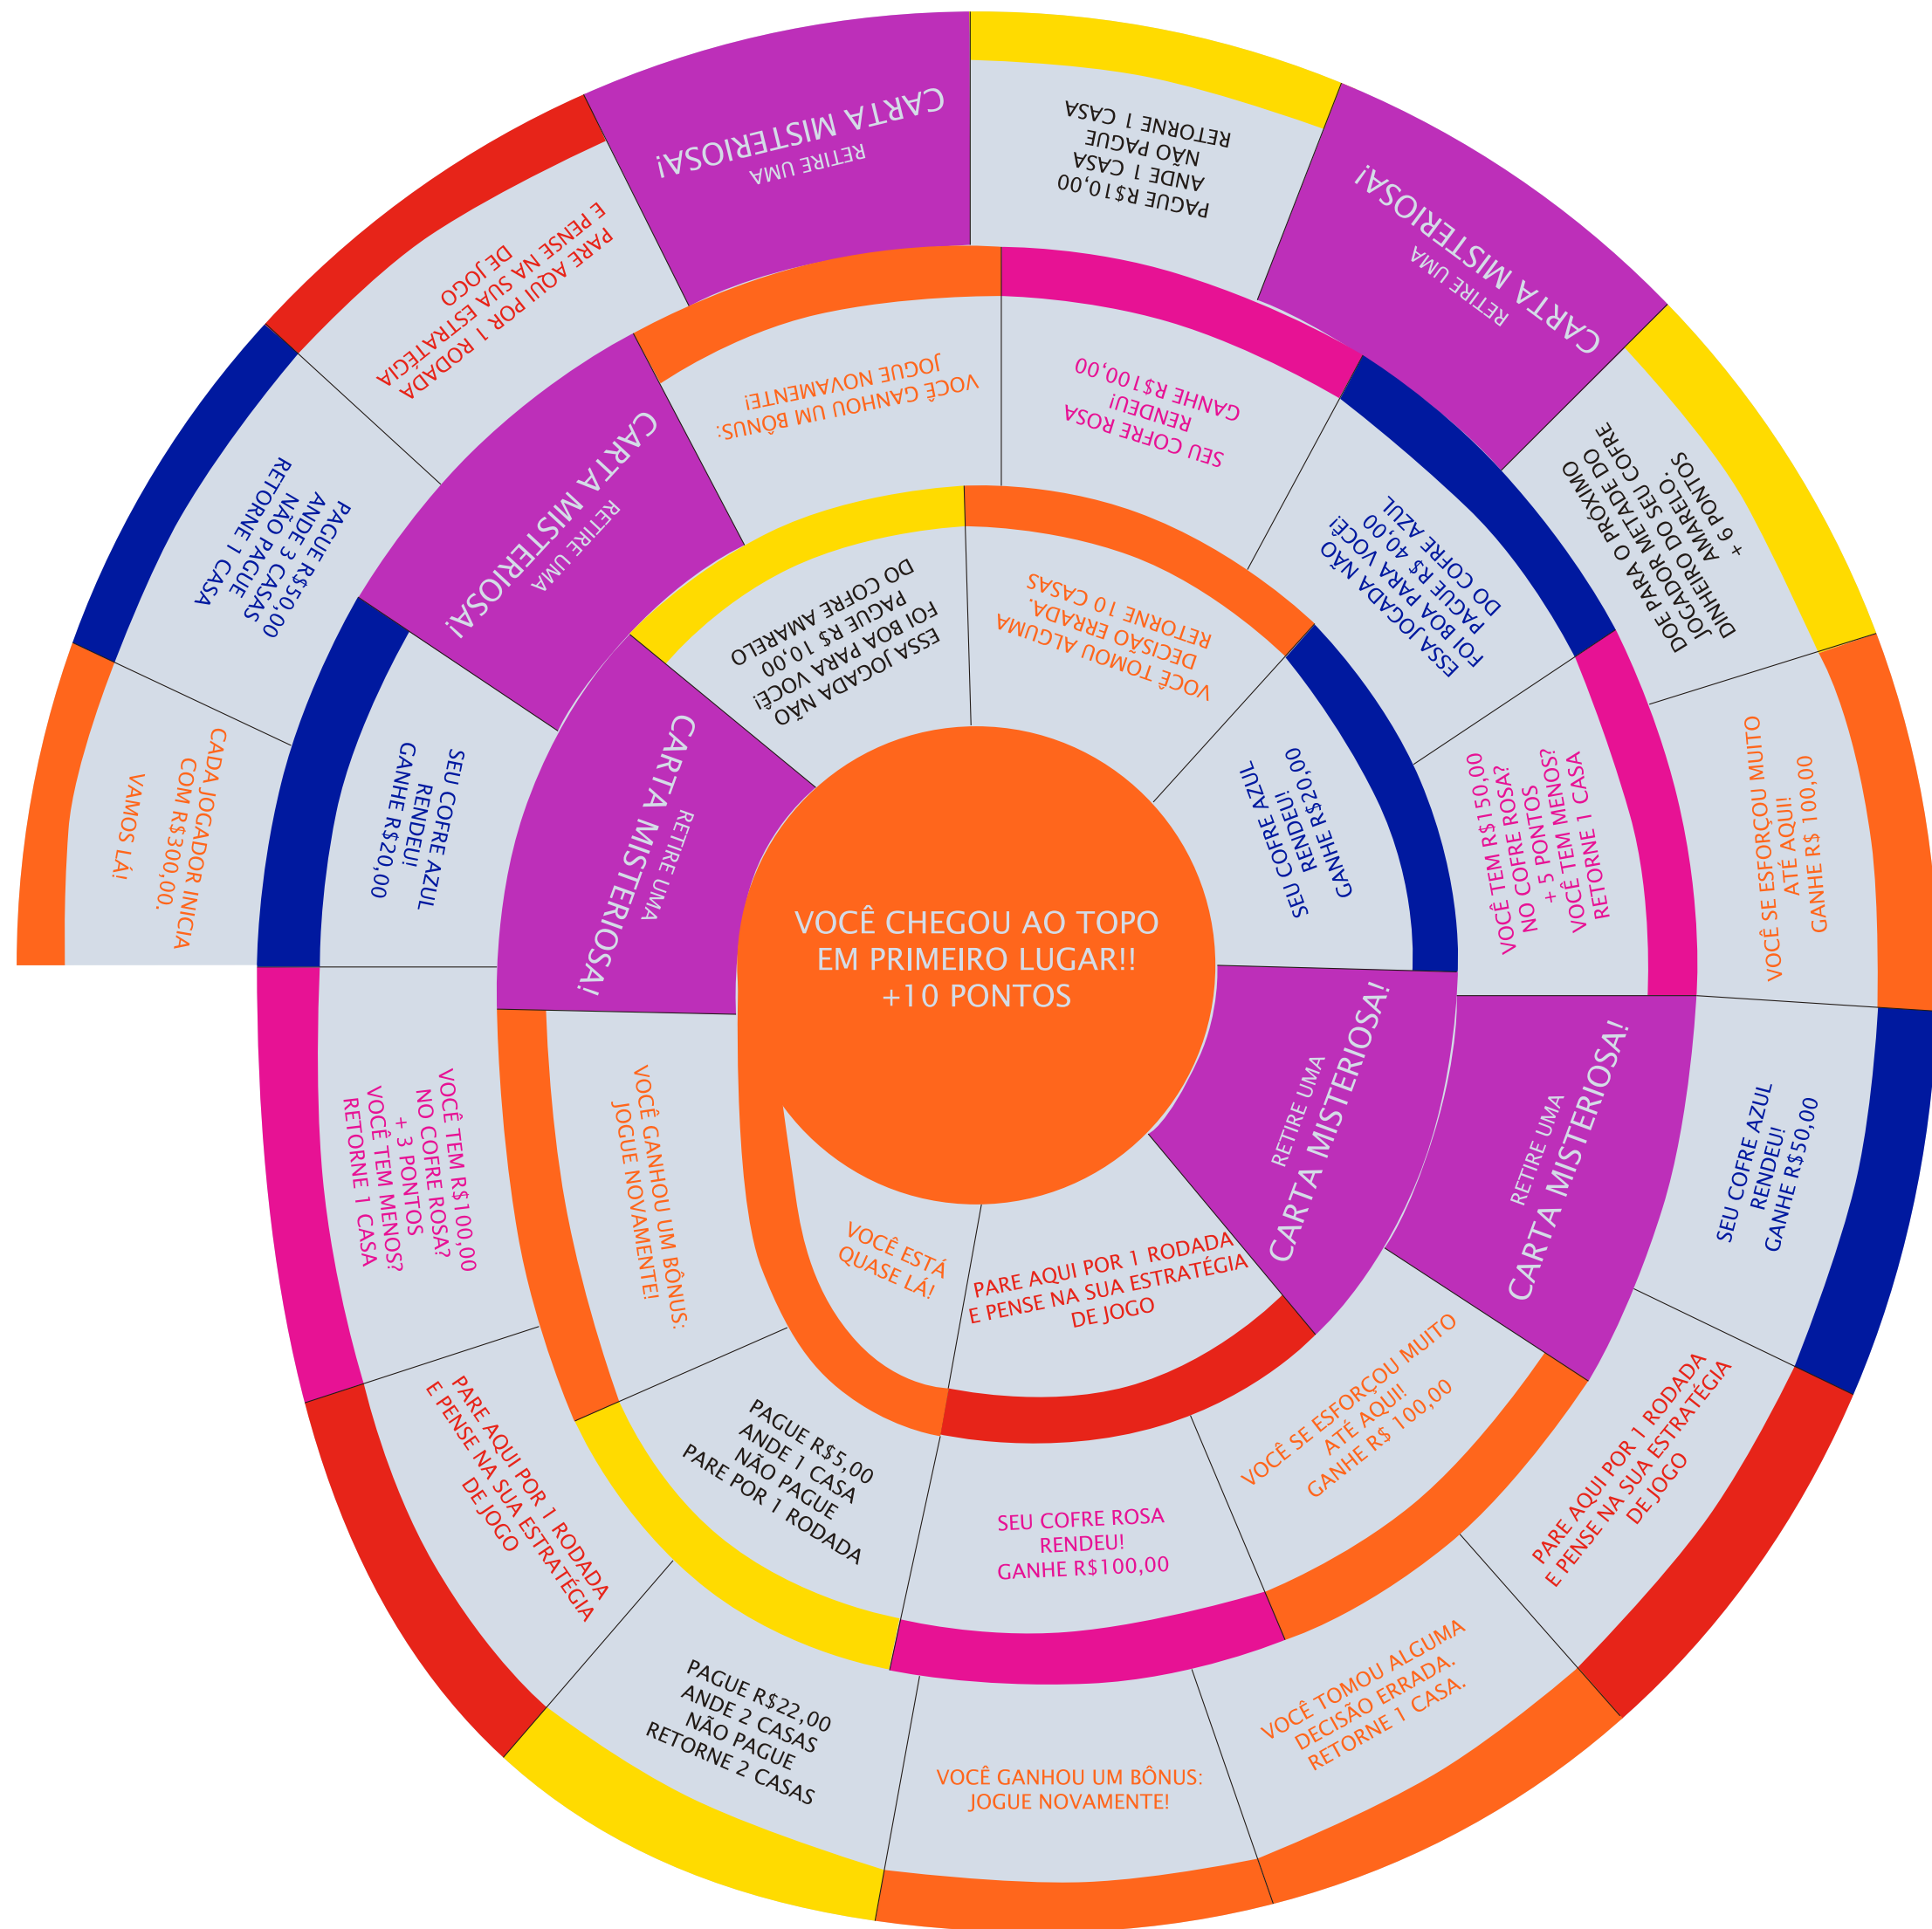 CADA JOGADOR INICIA
COM R$300,00.
VAMOS LÁ!
PAGUE R$50,00
ANDE 3 CASAS
NÃO PAGUE
RETORNE 1 CASA
PARE AQUI POR 1 RODADA
E PENSE NA SUA ESTRATÉGIA
DE JOGO
RETIRE UMA
CARTA MISTERIOSA!
PAGUE R$10,00
ANDE 1 CASA
NÃO PAGUE
RETORNE 1 CASA
RETIRE UMA
CARTA MISTERIOSA!
DOE PARA O PRÓXIMO
JOGADOR METADE DO
DINHEIRO DO SEU COFRE
AMARELO.
+ 6 PONTOS
VOCÊ SE ESFORÇOU MUITO
ATÉ AQUI!
GANHE R$ 100,00
SEU COFRE AZUL
RENDEU!
GANHE R$50,00
PARE AQUI POR 1 RODADA
E PENSE NA SUA ESTRATÉGIA
DE JOGO
VOCÊ TOMOU ALGUMA
DECISÃO ERRADA.
RETORNE 1 CASA.
VOCÊ GANHOU UM BÔNUS:
JOGUE NOVAMENTE!
PAGUE R$22,00
ANDE 2 CASAS
NÃO PAGUE
RETORNE 2 CASAS
PARE AQUI POR 1 RODADA
E PENSE NA SUA ESTRATÉGIA
DE JOGO
VOCÊ TEM R$100,00
NO COFRE ROSA?
+ 3 PONTOS
VOCÊ TEM MENOS?
RETORNE 1 CASA
SEU COFRE AZUL
RENDEU!
GANHE R$20,00
RETIRE UMA
CARTA MISTERIOSA!
VOCÊ GANHOU UM BÔNUS:
JOGUE NOVAMENTE!
SEU COFRE ROSA
RENDEU!
GANHE R$100,00
ESSA JOGADA NÃO
FOI BOA PARA VOCÊ!
PAGUE R$ 40,00
DO COFRE AZUL
VOCÊ TEM R$150,00
NO COFRE ROSA?
+ 5 PONTOS
VOCÊ TEM MENOS?
RETORNE 1 CASA
RETIRE UMA
CARTA MISTERIOSA!
VOCÊ SE ESFORÇOU MUITO
ATÉ AQUI!
GANHE R$ 100,00
SEU COFRE ROSA
RENDEU!
GANHE R$100,00
PAGUE R$5,00
ANDE 1 CASA
NÃO PAGUE
PARE POR 1 RODADA
VOCÊ GANHOU UM BÔNUS:
JOGUE NOVAMENTE!
RETIRE UMA
CARTA MISTERIOSA!
ESSA JOGADA NÃO
FOI BOA PARA VOCÊ!
PAGUE R$ 10,00
DO COFRE AMARELO
VOCÊ TOMOU ALGUMA
DECISÃO ERRADA.
RETORNE 10 CASAS
SEU COFRE AZUL
RENDEU!
GANHE R$20,00
RETIRE UMA
CARTA MISTERIOSA!
PARE AQUI POR 1 RODADA
E PENSE NA SUA ESTRATÉGIA
DE JOGO
VOCÊ ESTÁ
QUASE LÁ!
VOCÊ CHEGOU AO TOPO
EM PRIMEIRO LUGAR!!
+10 PONTOS